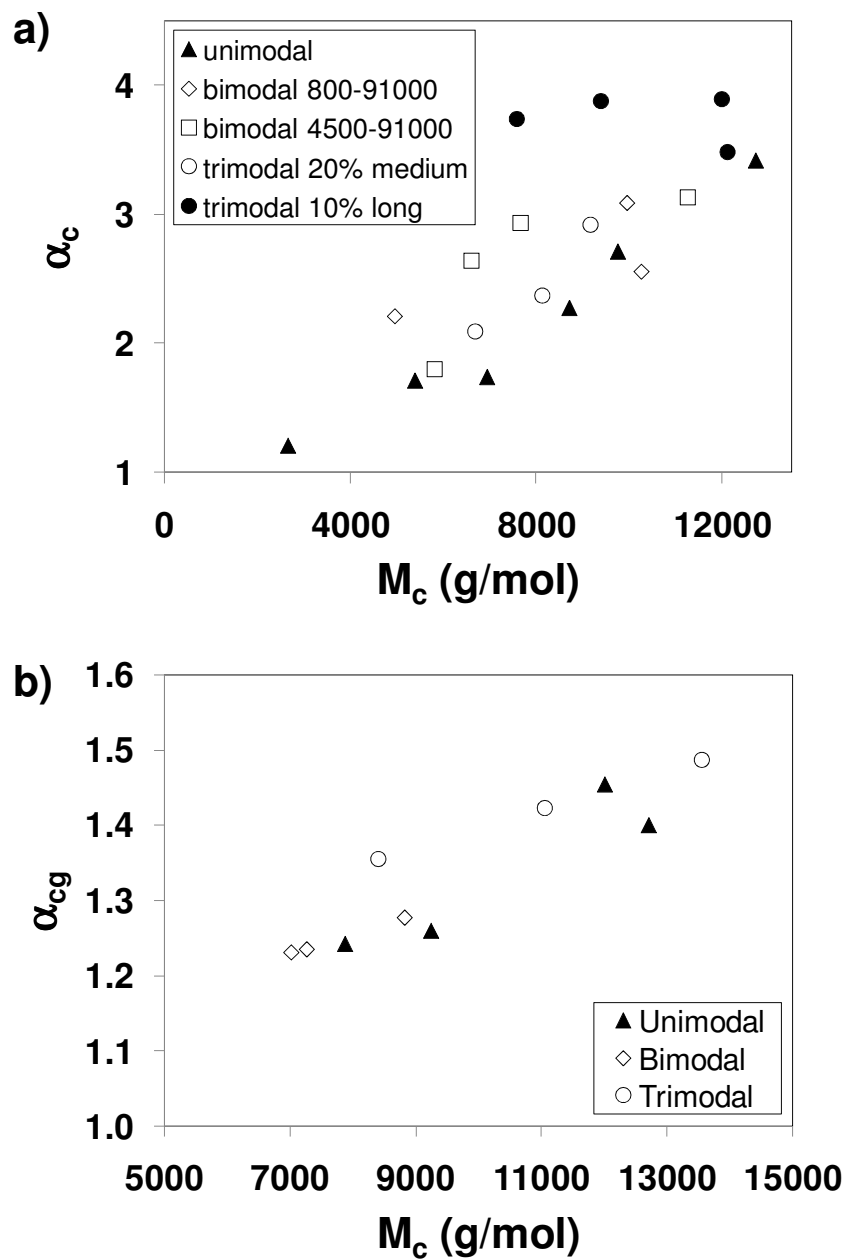 a)
unimodal
bimodal 800-91000
bimodal 4500-91000
trimodal 20% medium
trimodal 10% long
4
3
2
1
αc
0 4000 8000 12000
Mc (g/mol)
b)
1.6
1.5
1.4
1.3
1.2
1.1
1.0
αcg
Unimodal
Bimodal
Trimodal
5000 7000 9000 11000 13000 15000
Mc (g/mol)